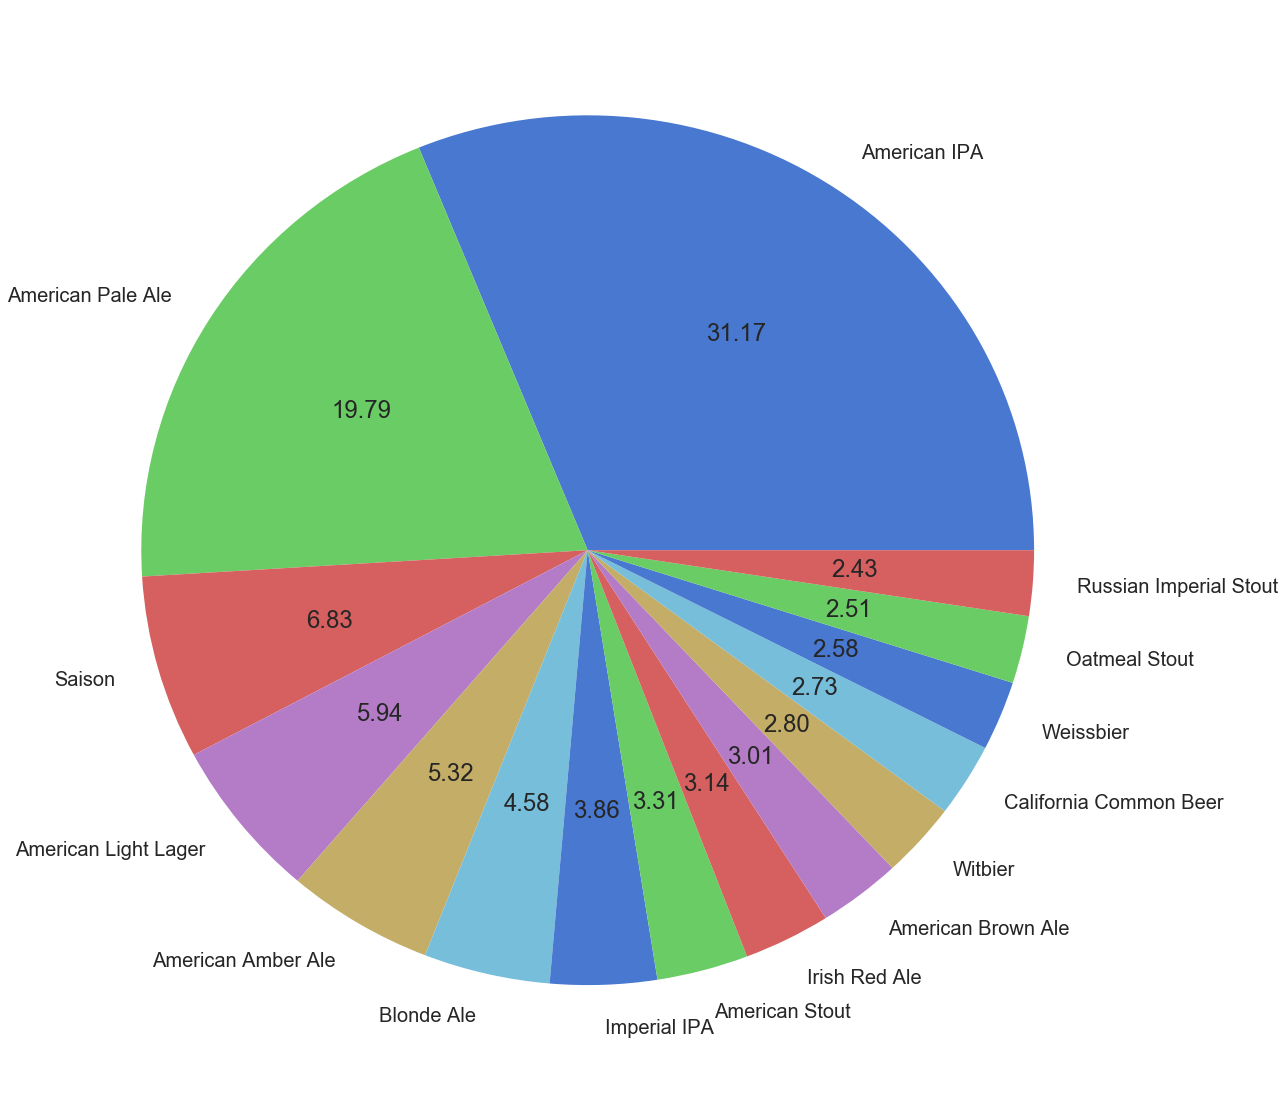 American IPA
31.17
American Pale Ale
19.79
Saison
6.83
American Light Lager
5.94
American Amber Ale
5.32
Blonde Ale
4.58
Imperial IPA
3.86
American Stout
3.31
Irish Red Ale
3.14
American Brown Ale
3.01
Witbier
2.80
California Common Beer
2.73
Weissbier
2.58
Oatmeal Stout
2.51
Russian Imperial Stout
2.43